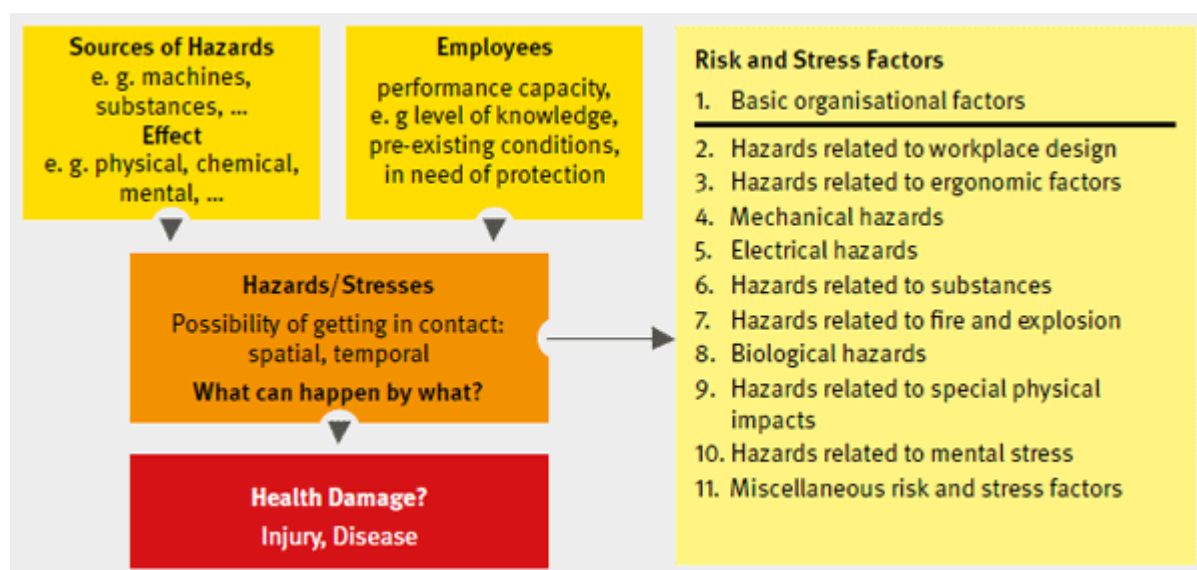 Sources of Hazards
e. g. machines,
substances, ...
Effect
e. g. physical, chemical,
mental, ...
Employees
performance capacity,
e. g level of knowledge,
pre-existing conditions,
in need of protection
Hazards/Stresses
Possibility of getting in contact:
spatial, temporal
What can happen by what?
Health Damage?
Injury, Disease
Risk and Stress Factors
1. Basic organisational factors
2. Hazards related to workplace design
3. Hazards related to ergonomic factors
4. Mechanical hazards
5. Electrical hazards
6. Hazards related to substances
7. Hazards related to fire and explosion
8. Biological hazards
9. Hazards related to special physical
impacts
10. Hazards related to mental stress
11. Miscellaneous risk and stress factors